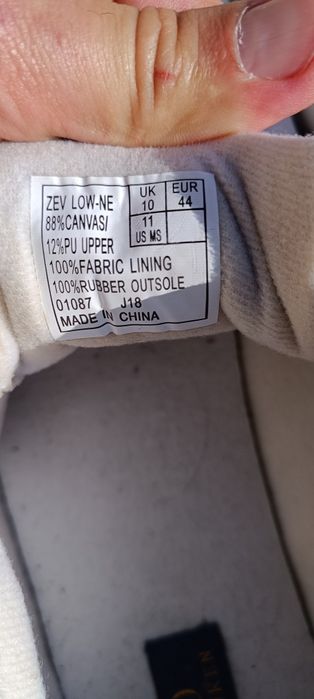 ZEV LOW-NE
88%CANVAS/
12%PU UPPER
UK EUR
10 44
11
US MS
100%FABRIC LINING
100%RUBBER OUTSOLE
01087 J18
MADE IN CHINA